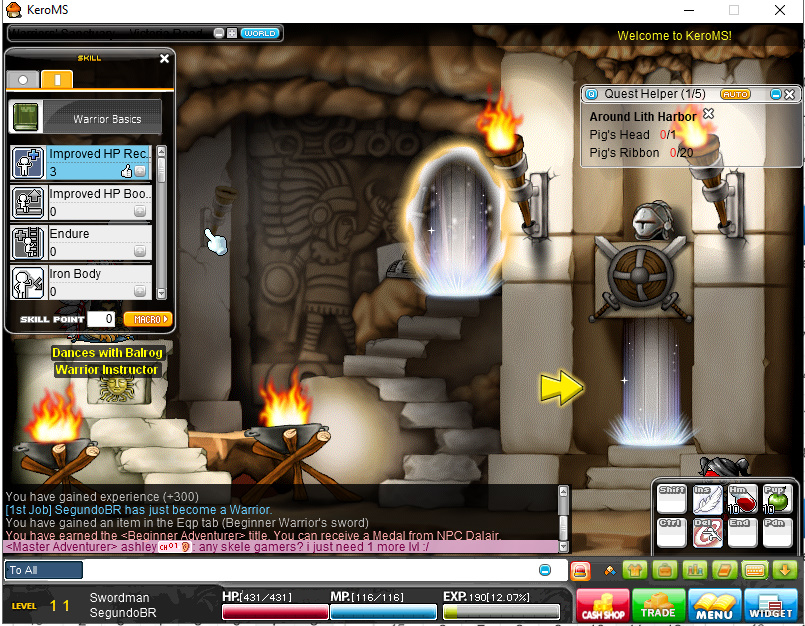 KeroMS
WORLD
Welcome to KeroMS!
SKILL
Warrior Basics
Improved HP Rec..
3
Improved HP Boo..
0
Endure
0
Iron Body
0
SKILL POINT 0 MACRO
Quest Helper (1/5) AUTO
Around Lith Harbor
Pig's Head 0/1
Pig's Ribbon 0/20
Dances with Balrog
Warrior Instructor
You have gained experience (+300)
[1st Job] SegundoBR has just become a Warrior.
You have gained an item in the Eqp tab (Beginner Warrior's sword)
You have earned the <Beginner Adventurer> title. You can receive a Medal from NPC Dalair.
<Master Adventurer> ashley CH01 : any skele gamers? i just need 1 more lvl :/
Shift Ins Hm Pup
10 10
Ctrl Del End Pdn
To All
LEVEL 11
Swordman
SegundoBR
HP.[431/431] MP.[116/116] EXP. 190[12.07%]
CASH SHOP TRADE MENU WIDGET